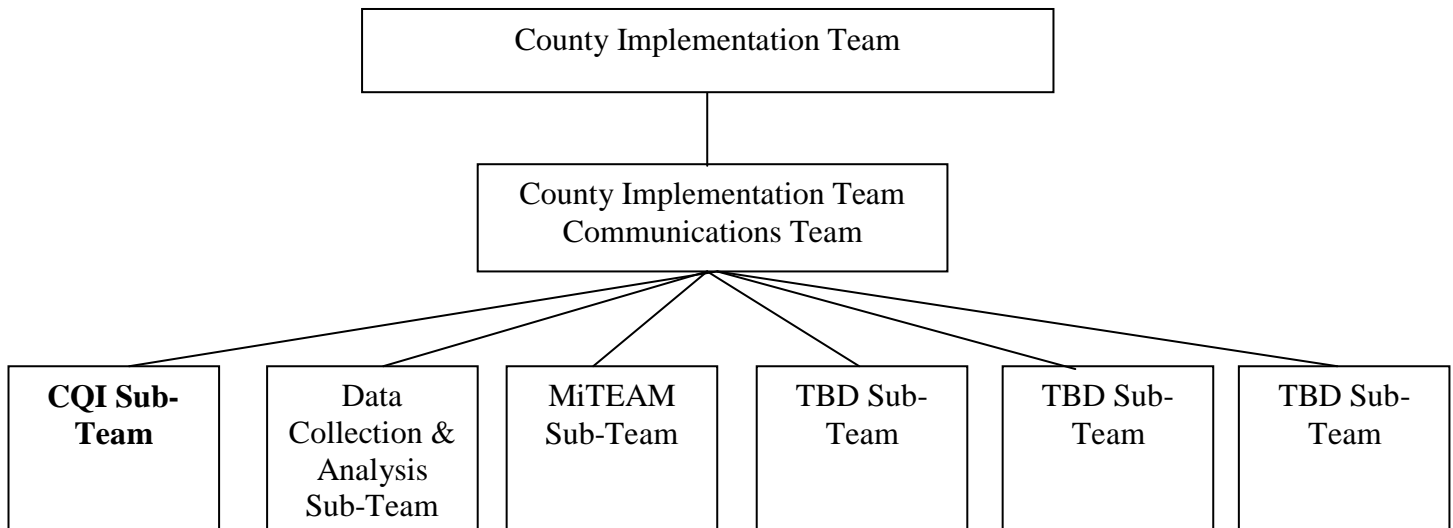 County Implementation Team
County Implementation Team
Communications Team
CQI Sub-
Team
Data
Collection &
Analysis
Sub-Team
MiTEAM
Sub-Team
TBD Sub-
Team
TBD Sub-
Team
TBD Sub-
Team